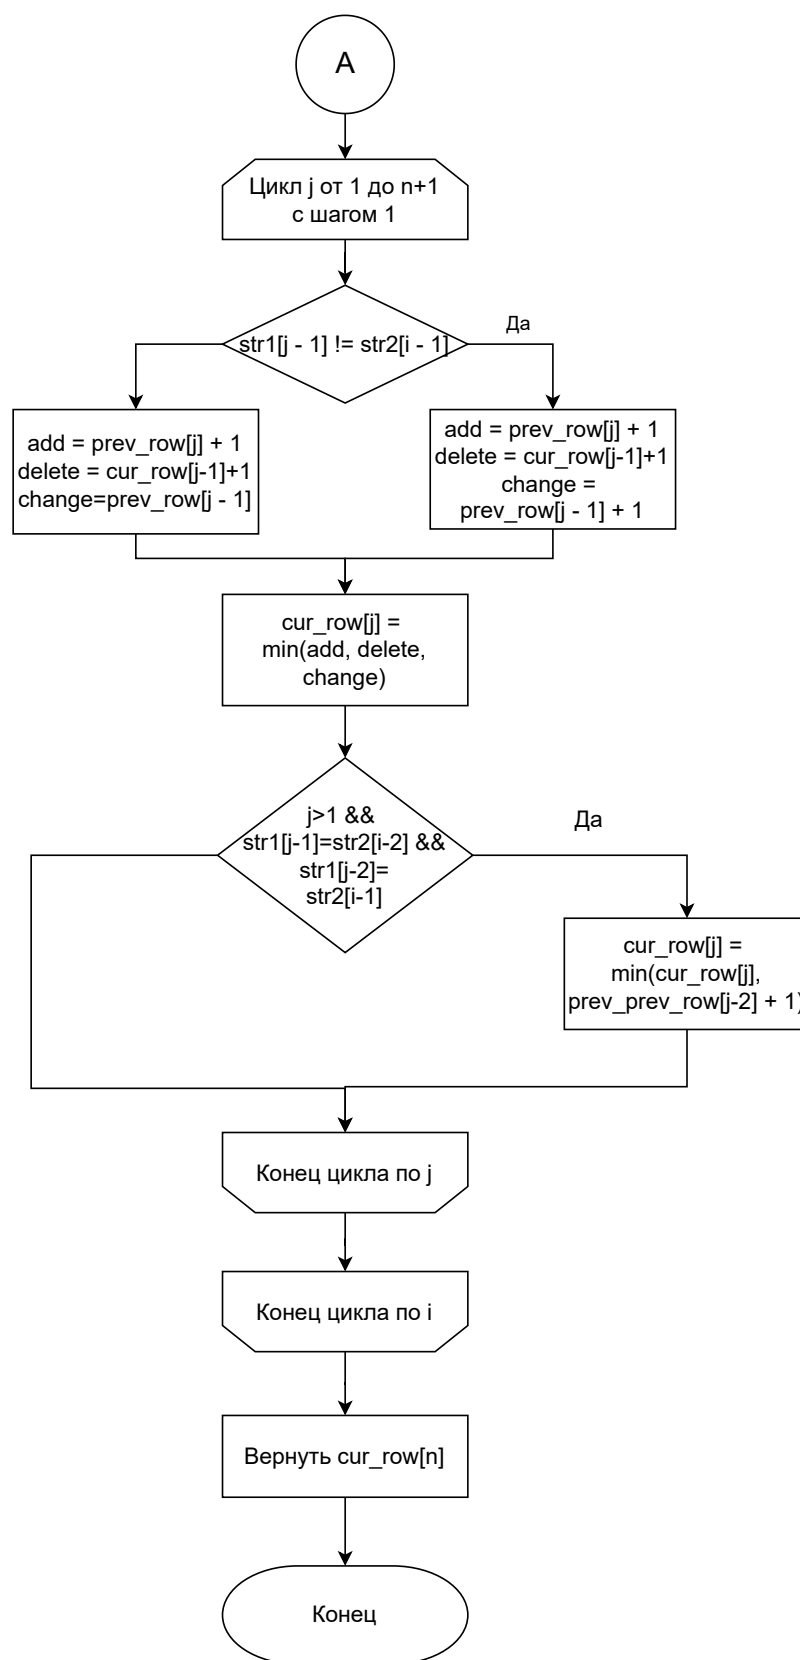 A
Цикл j от 1 до n+1
с шагом 1
Да
str1[j - 1] != str2[i - 1]
add = prev_row[j] + 1
delete = cur_row[j-1]+1
change=prev_row[j - 1]
add = prev_row[j] + 1
delete = cur_row[j-1]+1
change =
prev_row[j - 1] + 1
cur_row[j] =
min(add, delete,
change)
j>1 &&
str1[j-1]=str2[i-2] &&
str1[j-2]=
str2[i-1]
Да
cur_row[j] =
min(cur_row[j],
prev_prev_row[j-2] + 1)
Конец цикла по j
Конец цикла по i
Вернуть cur_row[n]
Конец